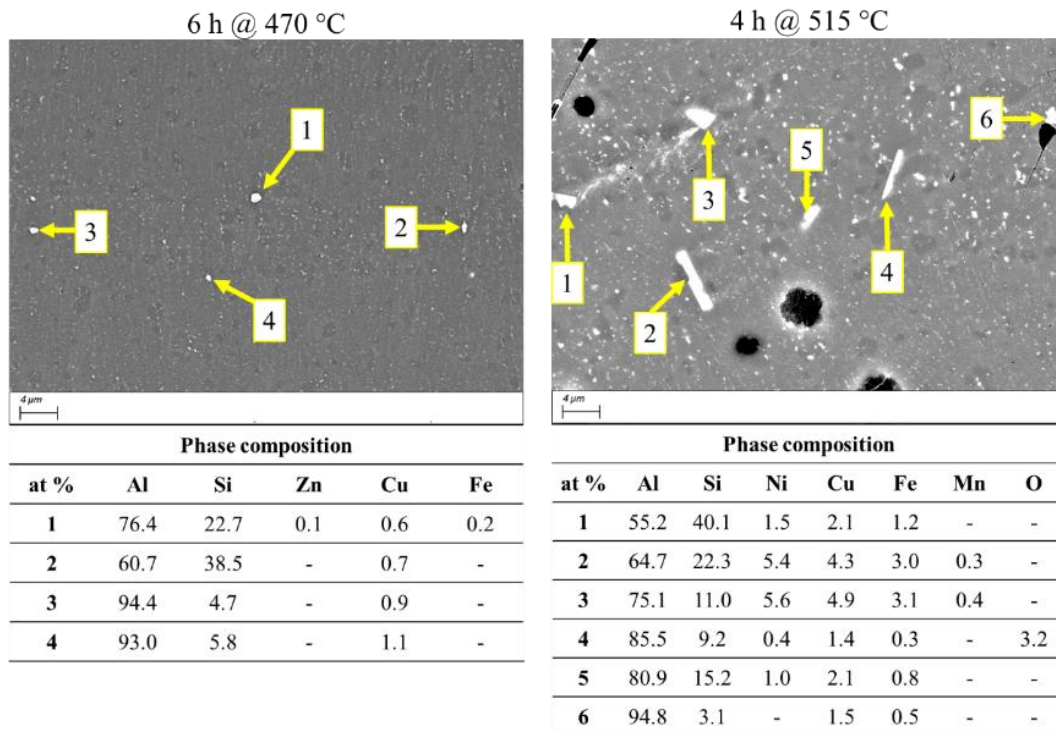 6 h @ 470 °C
1
2
3
4
4 µm
Phase composition
at % Al Si Zn Cu Fe
1 76.4 22.7 0.1 0.6 0.2
2 60.7 38.5 - 0.7 -
3 94.4 4.7 - 0.9 -
4 93.0 5.8 - 1.1 -
4 h @ 515 °C
6
5
3
4
1
2
4 µm
Phase composition
at % Al Si Ni Cu Fe Mn O
1 55.2 40.1 1.5 2.1 1.2 - -
2 64.7 22.3 5.4 4.3 3.0 0.3 -
3 75.1 11.0 5.6 4.9 3.1 0.4 -
4 85.5 9.2 0.4 1.4 0.3 - 3.2
5 80.9 15.2 1.0 2.1 0.8 - -
6 94.8 3.1 - 1.5 0.5 - -